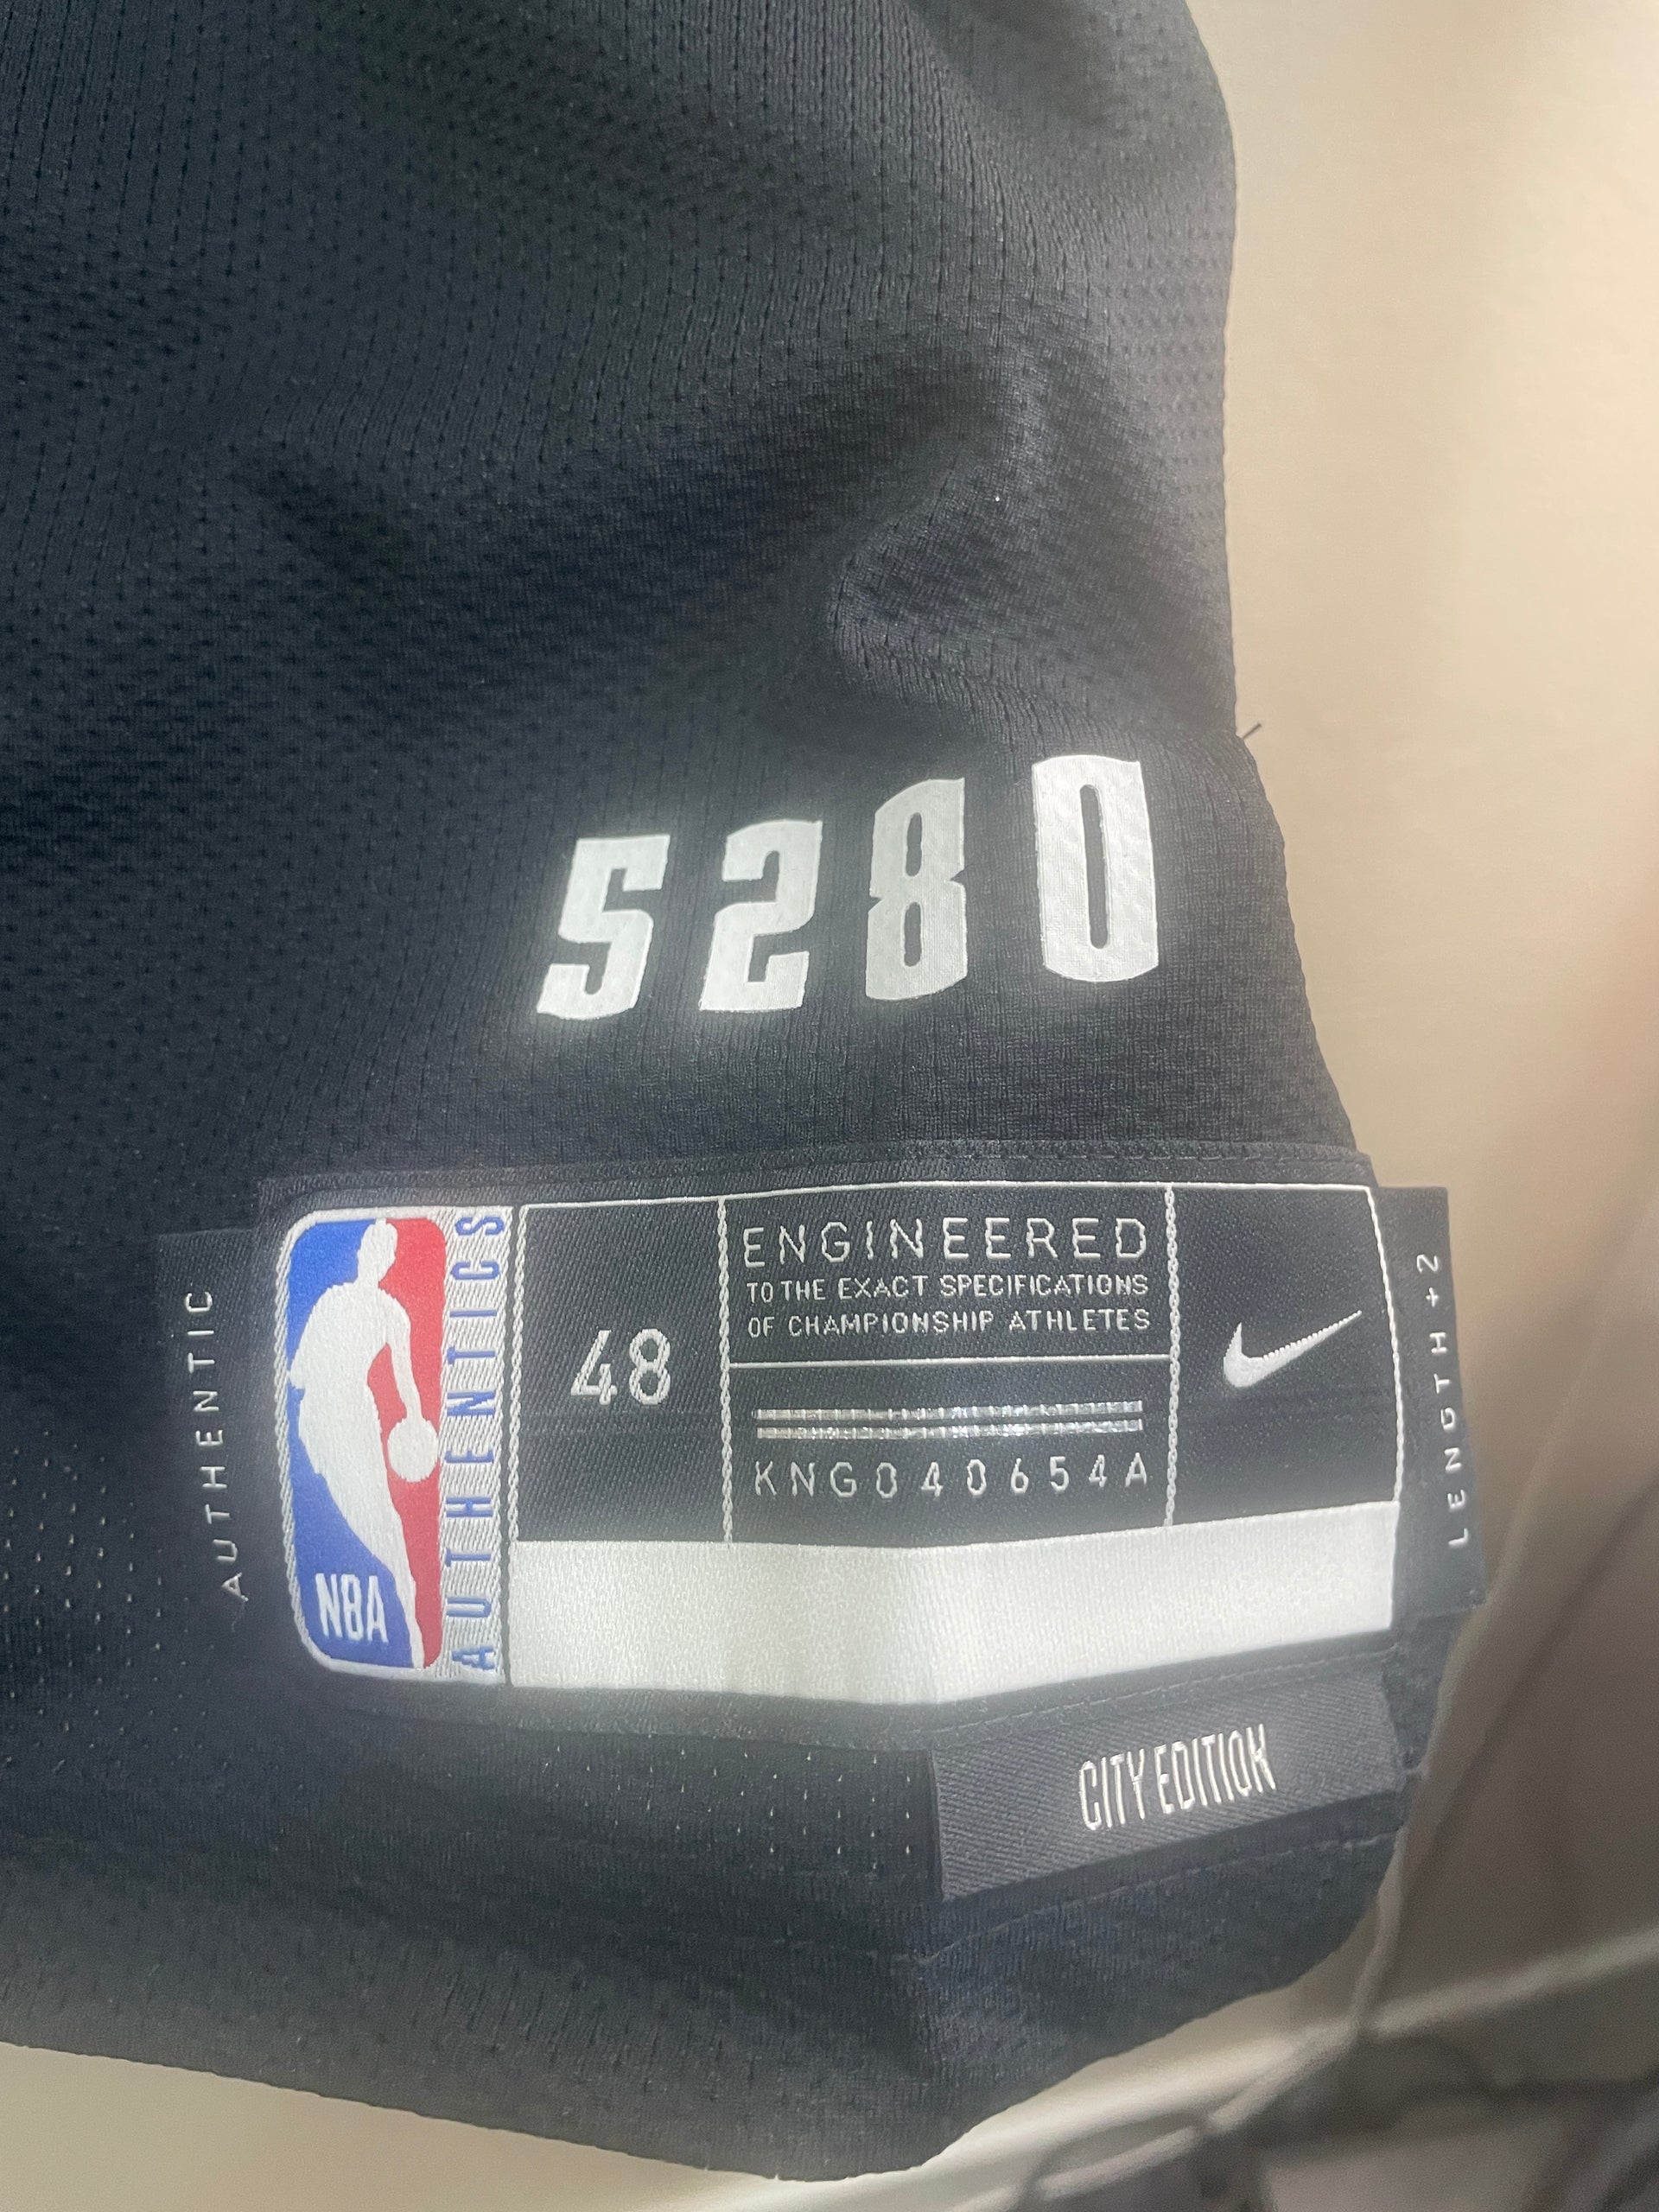 5280
AUTHENTIC
NBA
AUTHENTICS
48
ENGINEERED
TO THE EXACT SPECIFICATIONS
OF CHAMPIONSHIP ATHLETES
KNG040654A
LENGTH +2
CITY EDITION